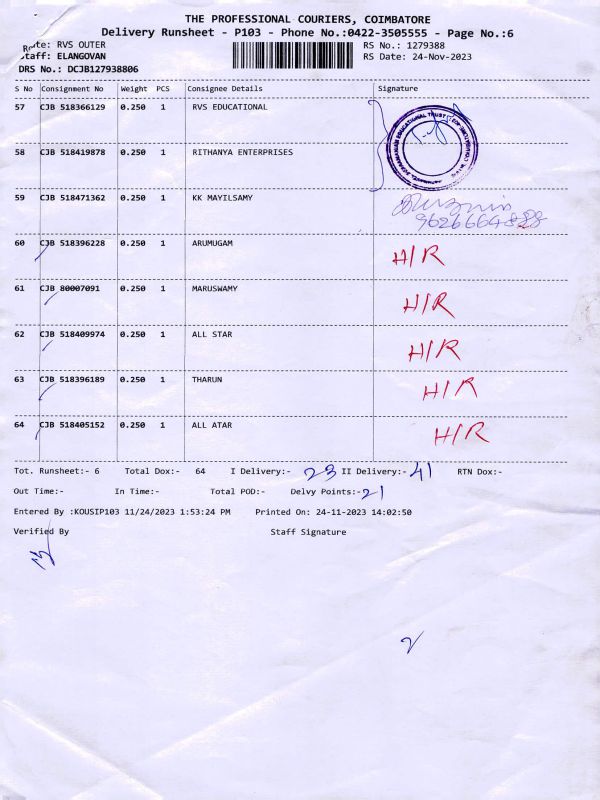 THE PROFESSIONAL COURIERS, COIMBATORE
Delivery Runsheet - P103 - Phone No.:0422-3505555 - Page No.:6
Route: RVS OUTER RS No.: 1279388
Staff: ELANGOVAN RS Date: 24-Nov-2023
DRS No.: DCJB127938806
S No Consignment No Weight PCS Consignee Details Signature
57 CJB 518366129 0.250 1 RVS EDUCATIONAL
EDUCATIONAL TRUST
58 CJB 518419878 0.250 1 RITHANYA ENTERPRISES
59 CJB 518471362 0.250 1 KK MAYILSAMY
9626664888
60 CJB 518396228 0.250 1 ARUMUGAM H/R
61 CJB 80007091 0.250 1 MARUSWAMY H/R
62 CJB 518409974 0.250 1 ALL STAR H/R
63 CJB 518396189 0.250 1 THARUN H/R
64 CJB 518405152 0.250 1 ALL ATAR H/R
Tot. Runsheet:- 6 Total Dox:- 64 I Delivery:- 23 II Delivery:- 41 RTN Dox:-
Out Time:- In Time:- Total POD:- Delvy Points:- 21
Entered By :KOUSIP103 11/24/2023 1:53:24 PM Printed On: 24-11-2023 14:02:50
Verified By Staff Signature